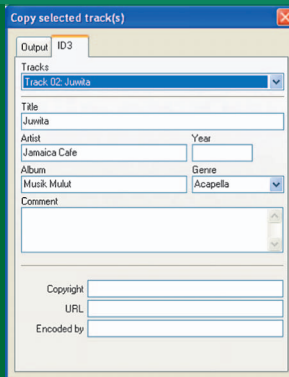 Copy selected track(s)
Output ID3
Tracks
Track 02: Juwita
Title
Juwita
Artist Year
Jamaica Cafe
Album Genre
Musik Mulut Acapella
Comment
Copyright
URL
Encoded by